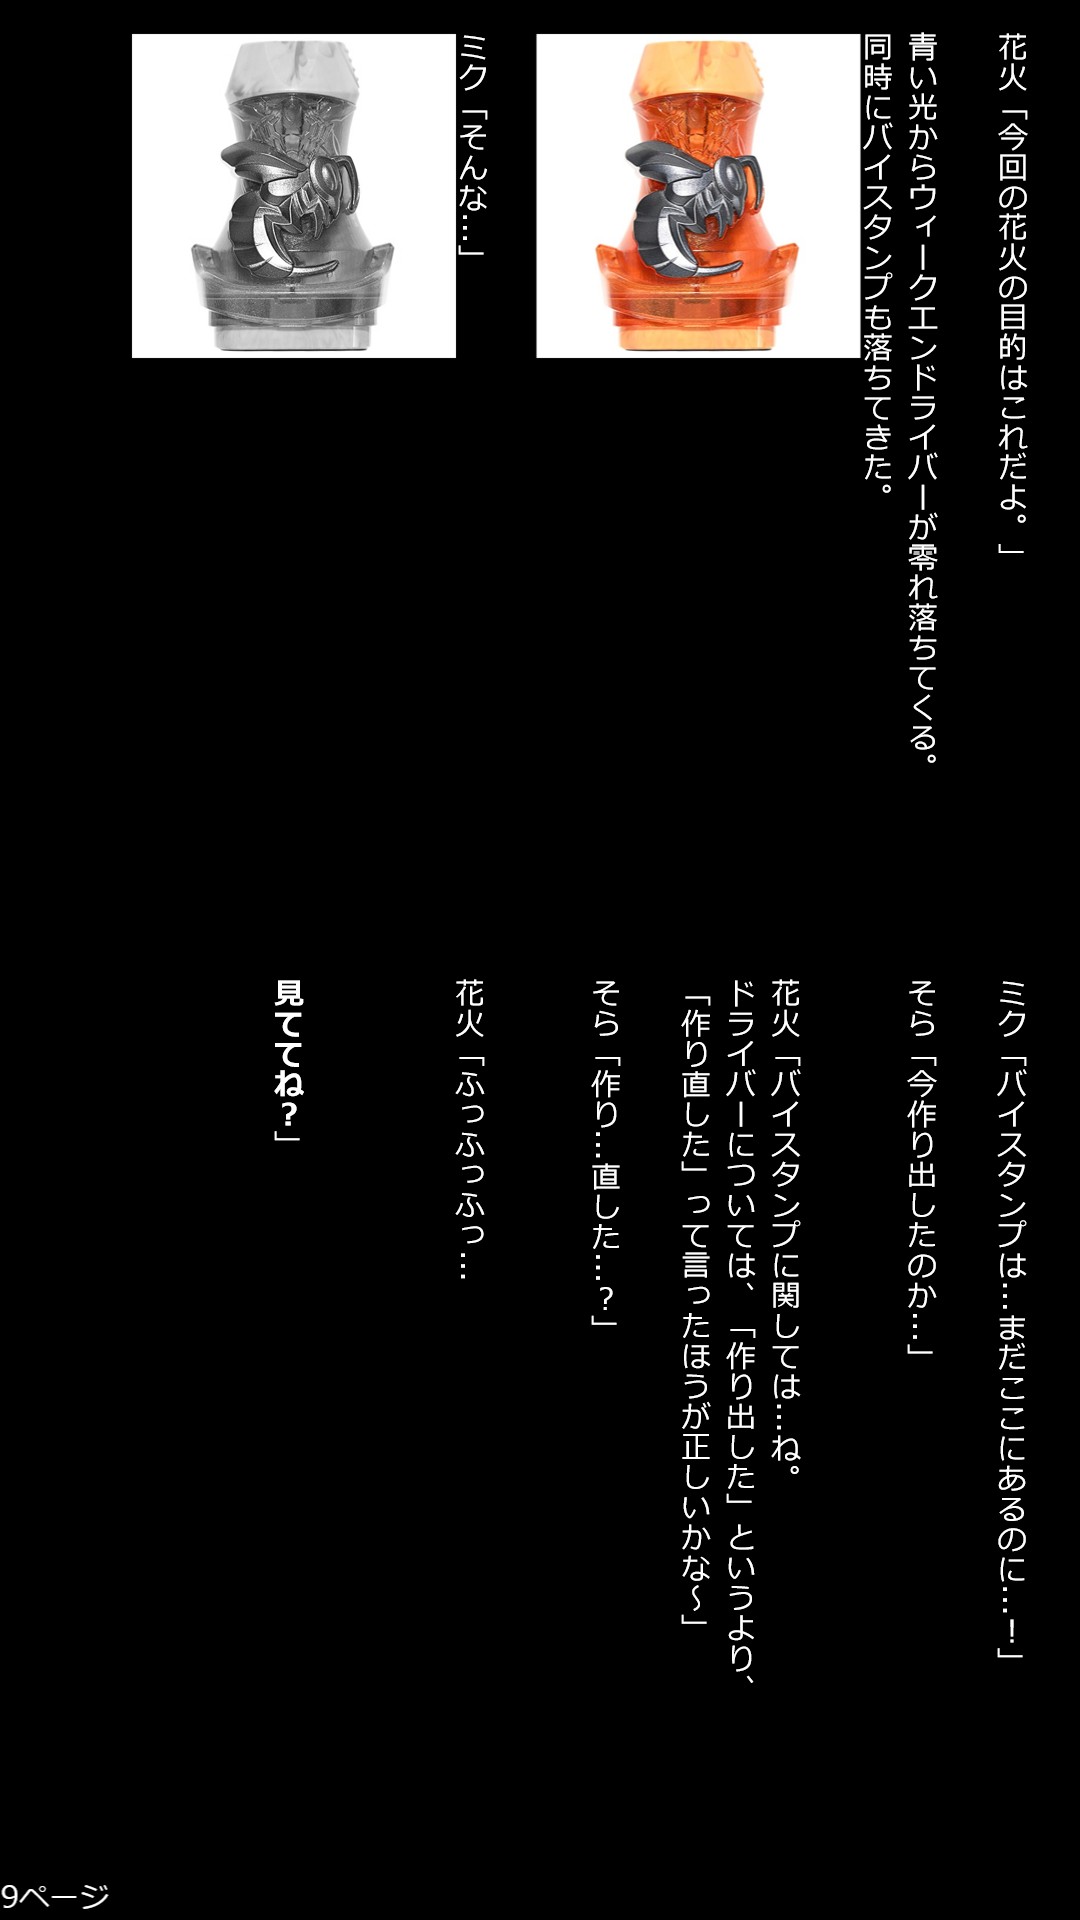 花火「今回の花火の目的はこれだよ。」
青い光からウィークエンドライバーが零れ落ちてくる。
同時にバイスタンプも落ちてきた。
ミク「そんな…」
ミク「バイスタンプは…まだここにあるのに…！」
そら「今作り出したのか…」
花火「バイスタンプに関しては…ね。
ドライバーについては、「作り出した」というより、
「作り直した」って言ったほうが正しいかな～」
そら「作り…直した…？」
花火「ふっふっふっ…
見ててね？」
9ページ